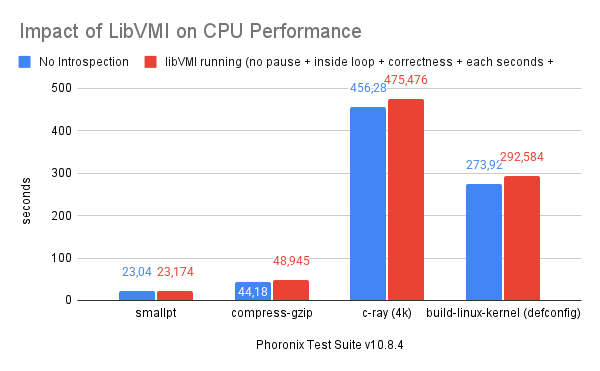 Impact of LibVMI on CPU Performance
No Introspection
libVMI running (no pause + inside loop + correctness + each seconds +
500
400
300
200
100
0
seconds
23,04
23,174
44,18
48,945
456,28
475,476
273,92
292,584
smallpt
compress-gzip
c-ray (4k)
build-linux-kernel (defconfig)
Phoronix Test Suite v10.8.4